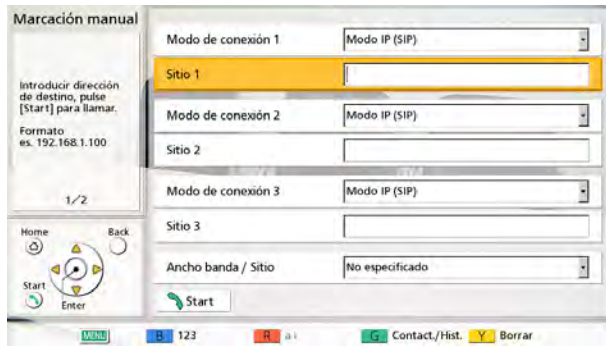 Marcación manual
Introducir dirección
de destino, pulse
[Start] para llamar.
Formato
es. 192.168.1.100
1/2
Home
Back
Start
Enter
Modo de conexión 1
Modo IP (SIP)
Sitio 1
Modo de conexión 2
Modo IP (SIP)
Sitio 2
Modo de conexión 3
Modo IP (SIP)
Sitio 3
Ancho banda / Sitio
No especificado
Start
MENU
B 123
R
G Contact./Hist.
Y Borrar